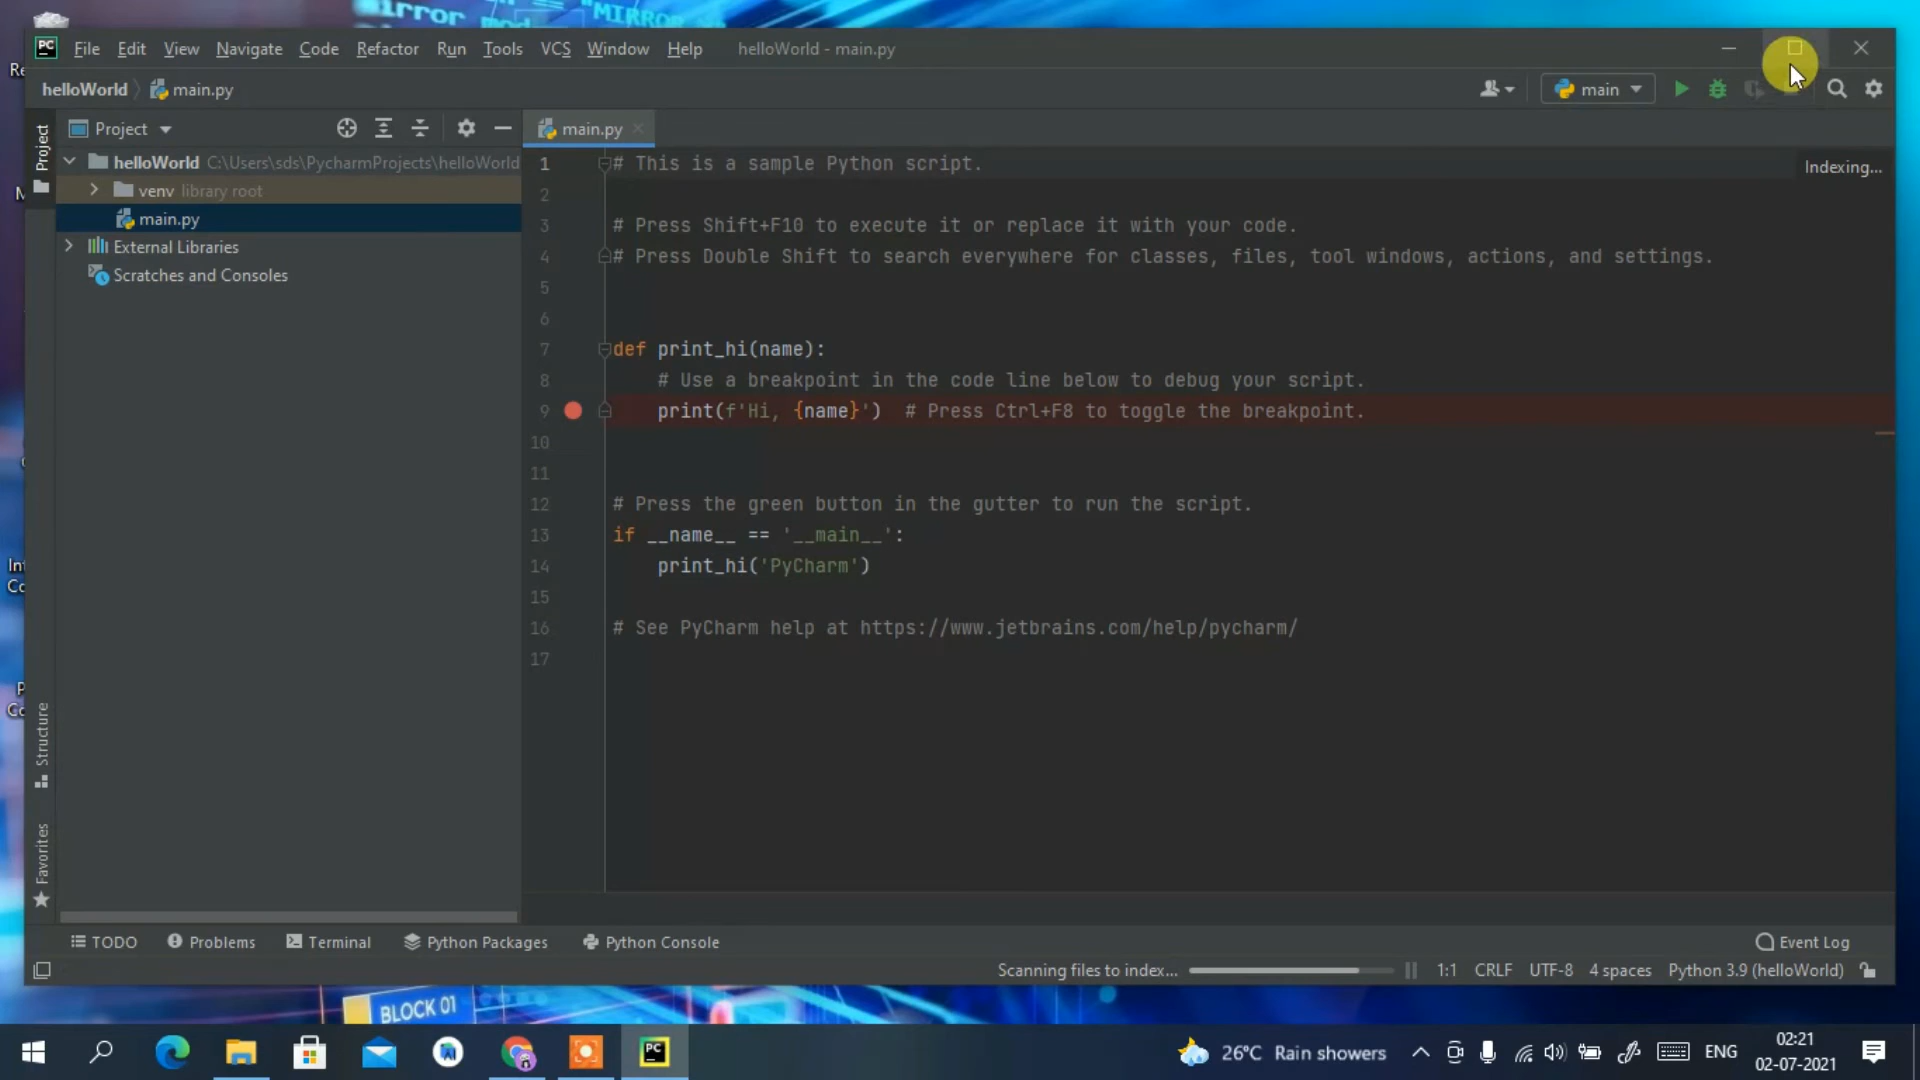 Mirror mod
== "MIRROR_X"
PC File Edit View Navigate Code Refactor Run Tools VCS Window Help helloWorld - main.py
helloWorld main.py main
Project main.py
Project
helloWorld C:\Users\sds\PycharmProjects\helloWorld
venv library root
main.py
External Libraries
Scratches and Consoles
Indexing...
1 # This is a sample Python script.
2
3 # Press Shift+F10 to execute it or replace it with your code.
4 # Press Double Shift to search everywhere for classes, files, tool windows, actions, and settings.
5
6
7 def print_hi(name):
8 # Use a breakpoint in the code line below to debug your script.
9 print(f'Hi, {name}') # Press Ctrl+F8 to toggle the breakpoint.
10
11
12 # Press the green button in the gutter to run the script.
13 if __name__ == '__main__':
14 print_hi('PyCharm')
15
16 # See PyCharm help at https://www.jetbrains.com/help/pycharm/
17
Structure
Favorites
TODO Problems Terminal Python Packages Python Console Event Log
Scanning files to index... 1:1 CRLF UTF-8 4 spaces Python 3.9 (helloWorld)
BLOCK 01
PC 26°C Rain showers ENG 02:21
02-07-2021